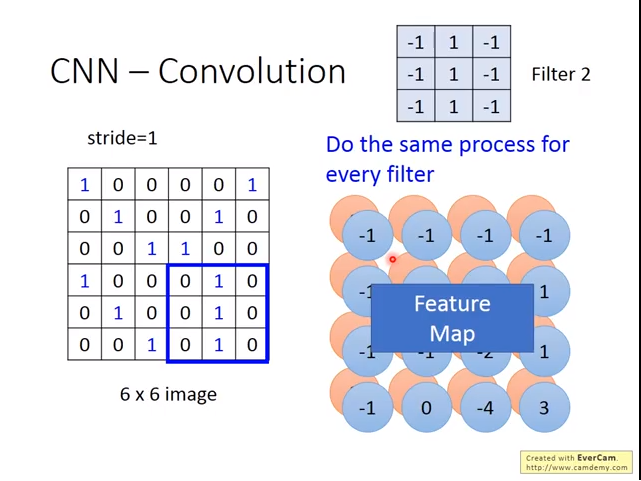 CNN – Convolution
-1 1 -1
-1 1 -1
-1 1 -1
Filter 2
stride=1
1 0 0 0 0 1
0 1 0 0 1 0
0 0 1 1 0 0
1 0 0 0 1 0
0 1 0 0 1 0
0 0 1 0 1 0
6 x 6 image
Do the same process for
every filter
-1 -1 -1 -1
-1 1
-1 -1 -2 1
-1 0 -4 3
Feature
Map
Created with EverCam.
http://www.camdemy.com